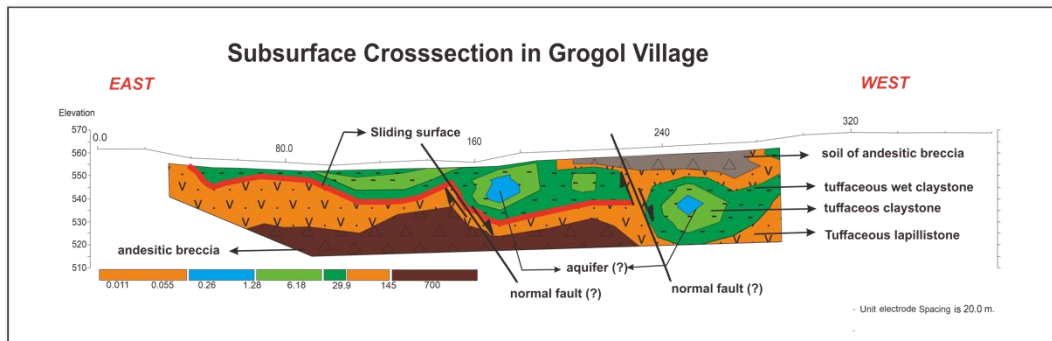 Subsurface Crosssection in Grogol Village
EAST
WEST
Elevation
570
560
550
540
530
520
510
0.0
80.0
160
240
320
Sliding surface
soil of andesitic breccia
tuffaceous wet claystone
tuffaceos claystone
Tuffaceous lapillistone
andesitic breccia
aquifer (?)
normal fault (?)
normal fault (?)
0.011 0.055 0.26 1.28 6.18 29.9 145 700
- Unit electrode Spacing is 20.0 m.